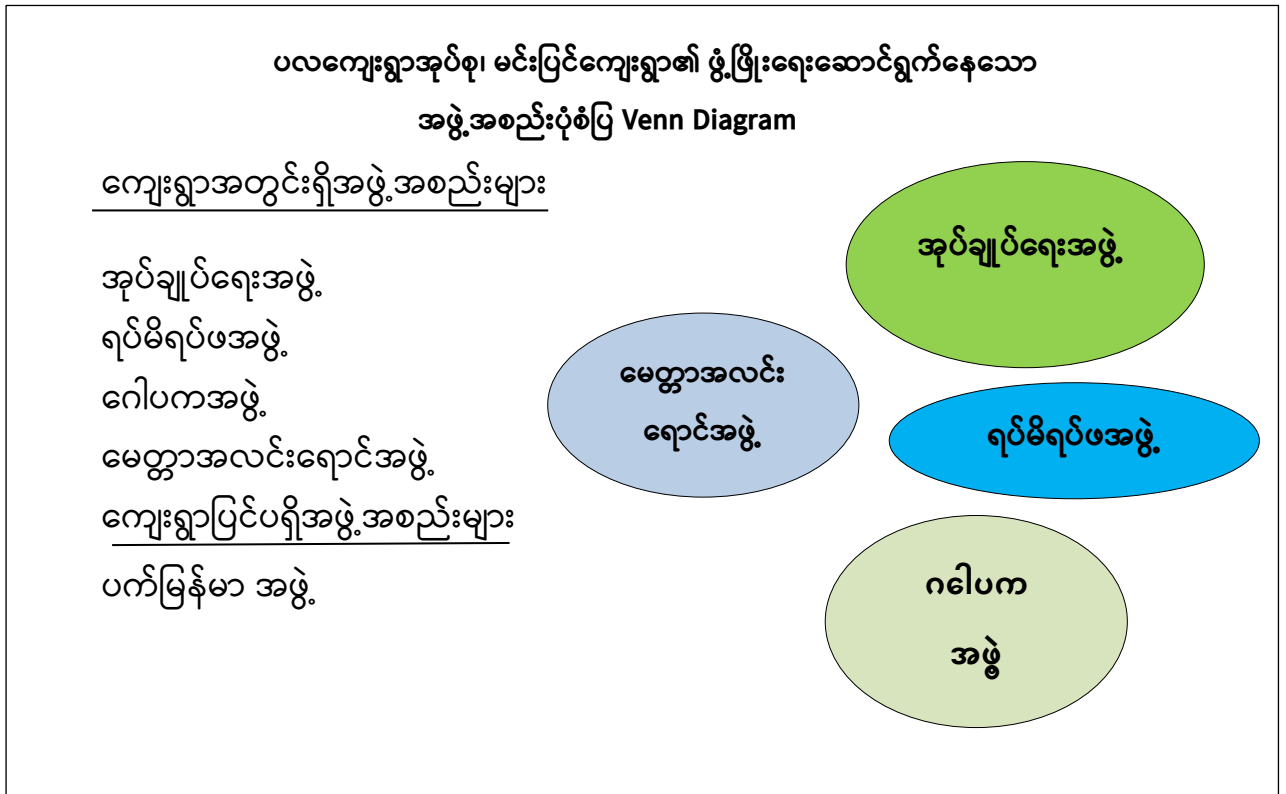 ပလကျေးရွာအုပ်စု၊ မင်းပြင်ကျေးရွာ၏ ဖွံ့ဖြိုးရေးဆောင်ရွက်နေသော
အဖွဲ့အစည်းပုံစံပြ Venn Diagram
ကျေးရွာအတွင်းရှိအဖွဲ့အစည်းများ
အုပ်ချုပ်ရေးအဖွဲ့
ရပ်မိရပ်ဖအဖွဲ့
ဂေါပကအဖွဲ့
မေတ္တာအလင်းရောင်အဖွဲ့
ကျေးရွာပြင်ပရှိအဖွဲ့အစည်းများ
ပက်မြန်မာ အဖွဲ့
အုပ်ချုပ်ရေးအဖွဲ့
မေတ္တာအလင်း
ရောင်အဖွဲ့
ရပ်မိရပ်ဖအဖွဲ့
ဂေါပက
အဖွဲ့